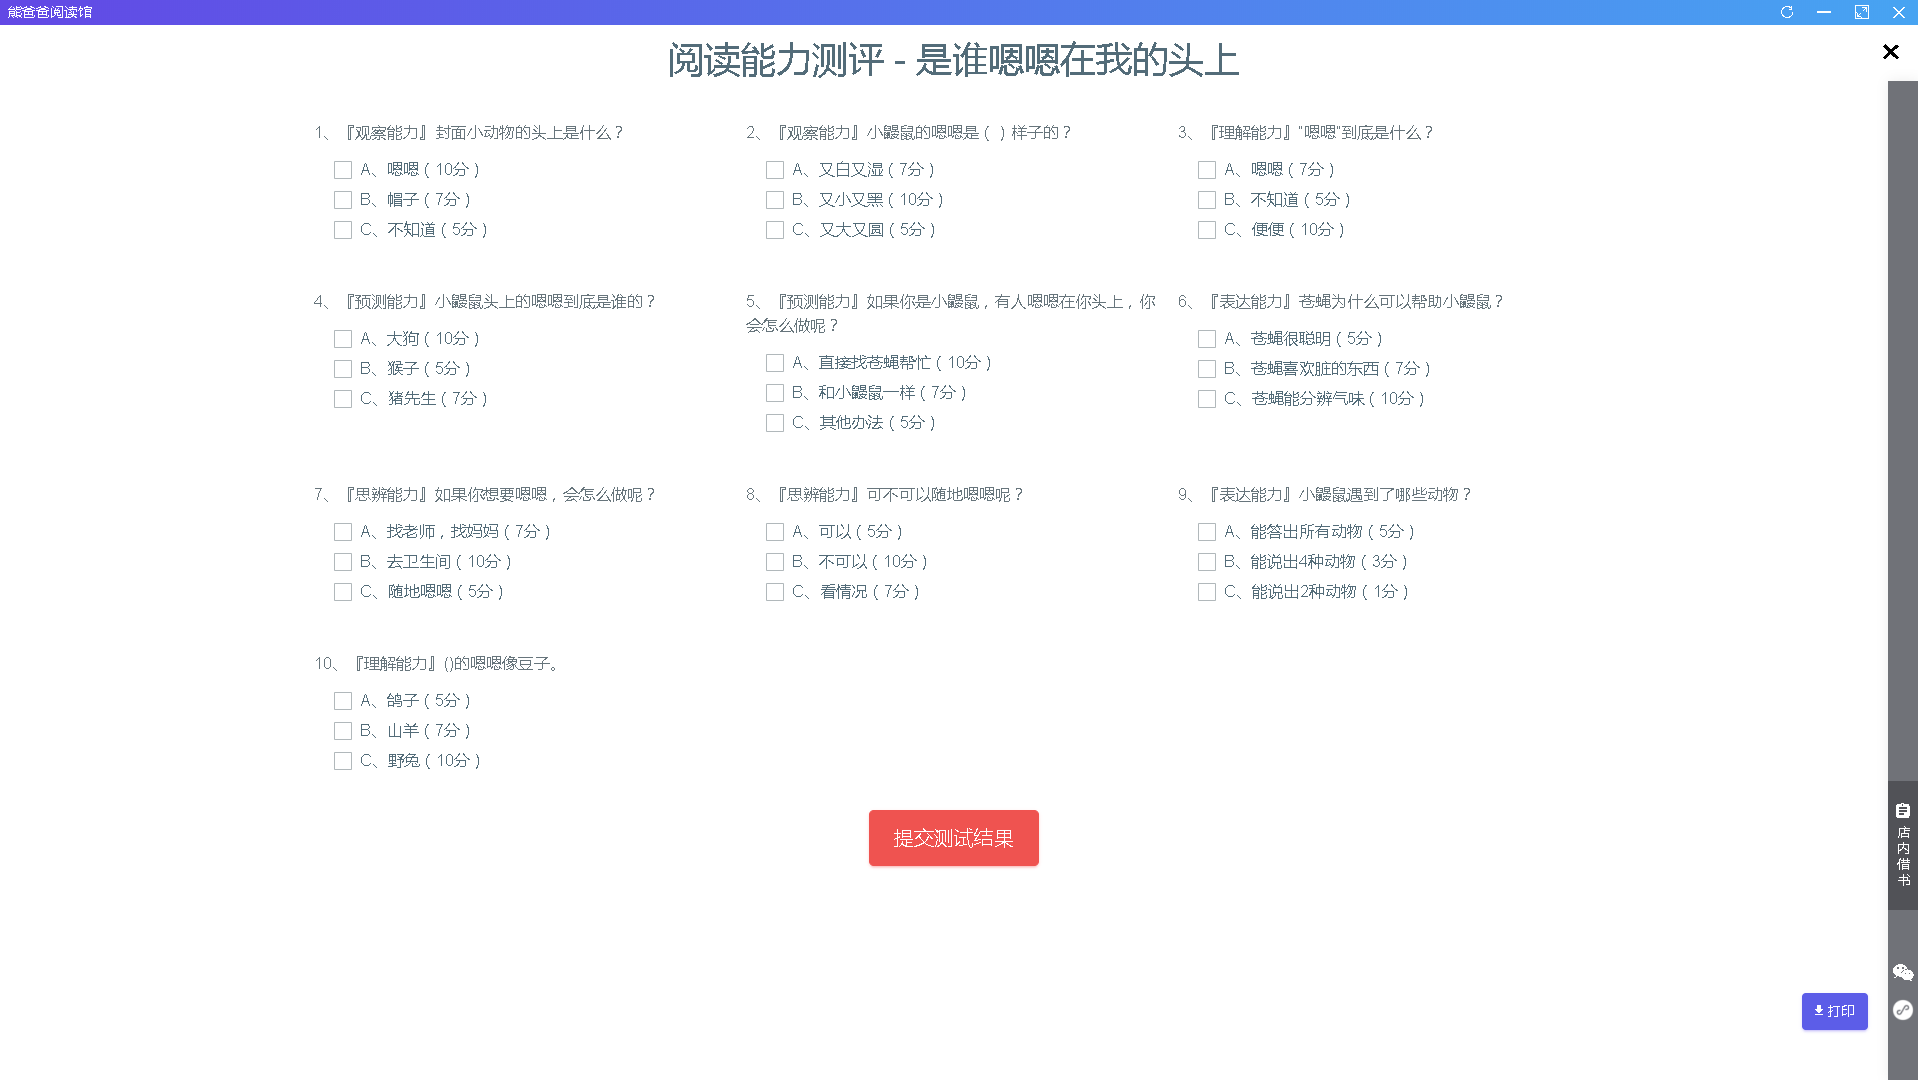 熊爸爸阅读馆
阅读能力测评 - 是谁嗯嗯在我的头上
1、『观察能力』封面小动物的头上是什么？
A、嗯嗯（10分）
B、帽子（7分）
C、不知道（5分）
2、『观察能力』小鼹鼠的嗯嗯是（ ）样子的？
A、又白又湿（7分）
B、又小又黑（10分）
C、又大又圆（5分）
3、『理解能力』"嗯嗯"到底是什么？
A、嗯嗯（7分）
B、不知道（5分）
C、便便（10分）
4、『预测能力』小鼹鼠头上的嗯嗯到底是谁的？
A、大狗（10分）
B、猴子（5分）
C、猪先生（7分）
5、『预测能力』如果你是小鼹鼠，有人嗯嗯在你头上，你
会怎么做呢？
A、直接找苍蝇帮忙（10分）
B、和小鼹鼠一样（7分）
C、其他办法（5分）
6、『表达能力』苍蝇为什么可以帮助小鼹鼠？
A、苍蝇很聪明（5分）
B、苍蝇喜欢脏的东西（7分）
C、苍蝇能分辨气味（10分）
7、『思辨能力』如果你想要嗯嗯，会怎么做呢？
A、找老师，找妈妈（7分）
B、去卫生间（10分）
C、随地嗯嗯（5分）
8、『思辨能力』可不可以随地嗯嗯呢？
A、可以（5分）
B、不可以（10分）
C、看情况（7分）
9、『表达能力』小鼹鼠遇到了哪些动物？
A、能答出所有动物（5分）
B、能说出4种动物（3分）
C、能说出2种动物（1分）
10、『理解能力』()的嗯嗯像豆子。
A、鸽子（5分）
B、山羊（7分）
C、野兔（10分）
提交测试结果
店内借书
打印